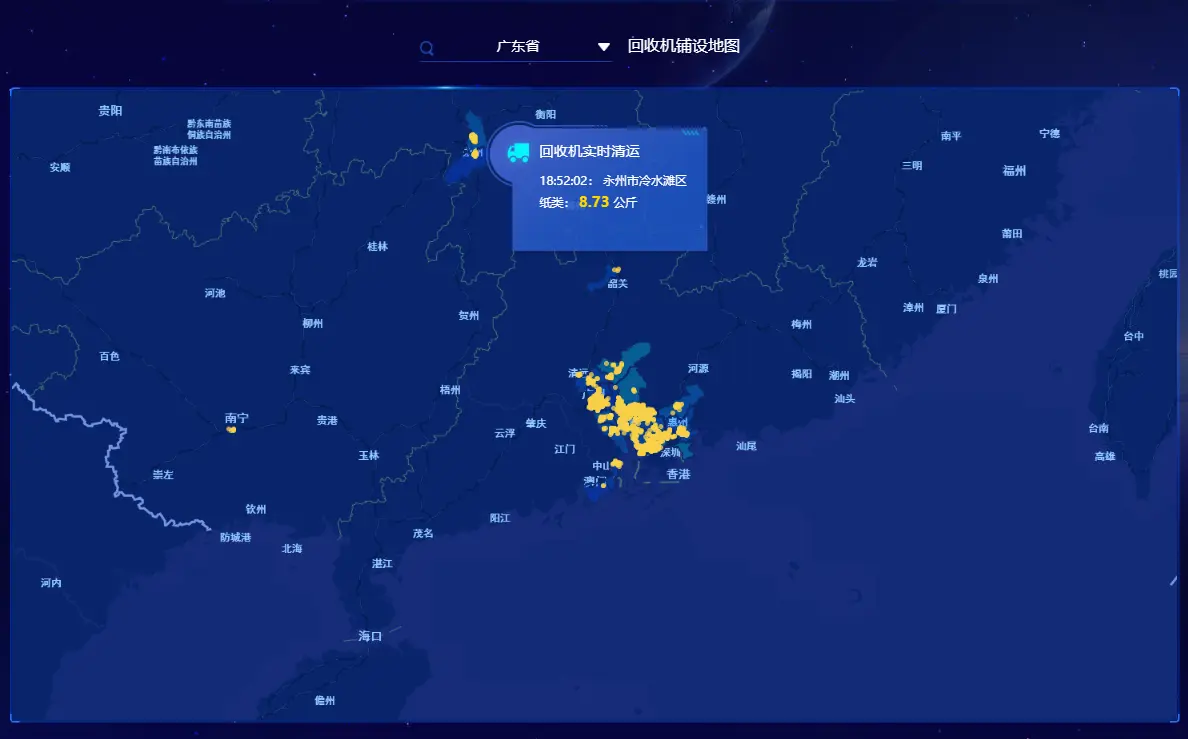 广东省
回收机铺设地图
贵阳
衡阳
黔东南苗族
侗族自治州
南平
宁德
黔南布依族
苗族自治州
安顺
三明
福州
回收机实时清运
18:52:02： 永州市冷水滩区
纸类： 8.73 公斤
赣州
莆田
桂林
龙岩
桃园
泉州
韶关
河池
漳州
厦门
贺州
柳州
梅州
台中
百色
来宾
河源
清远
揭阳
潮州
梧州
汕头
南宁
贵港
肇庆
惠州
台南
云浮
江门
汕尾
玉林
深圳
高雄
中山
崇左
香港
澳门
钦州
阳江
茂名
防城港
北海
湛江
河内
海口
儋州